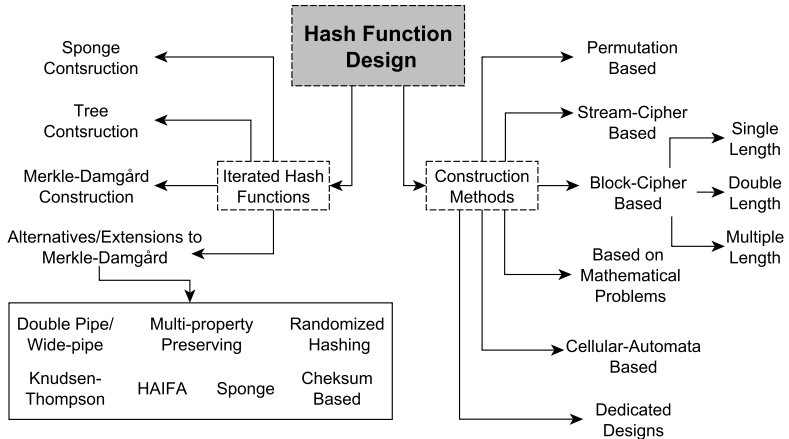 Hash Function
Design
Sponge
Contsruction
Tree
Contsruction
Merkle-Damgård
Construction
Alternatives/Extensions to
Merkle-Damgård
Iterated Hash
Functions
Double Pipe/
Wide-pipe
Multi-property
Preserving
Randomized
Hashing
Knudsen-
Thompson
HAIFA
Sponge
Cheksum
Based
Construction
Methods
Permutation
Based
Stream-Cipher
Based
Block-Cipher
Based
Single
Length
Double
Length
Multiple
Length
Based on
Mathematical
Problems
Cellular-Automata
Based
Dedicated
Designs